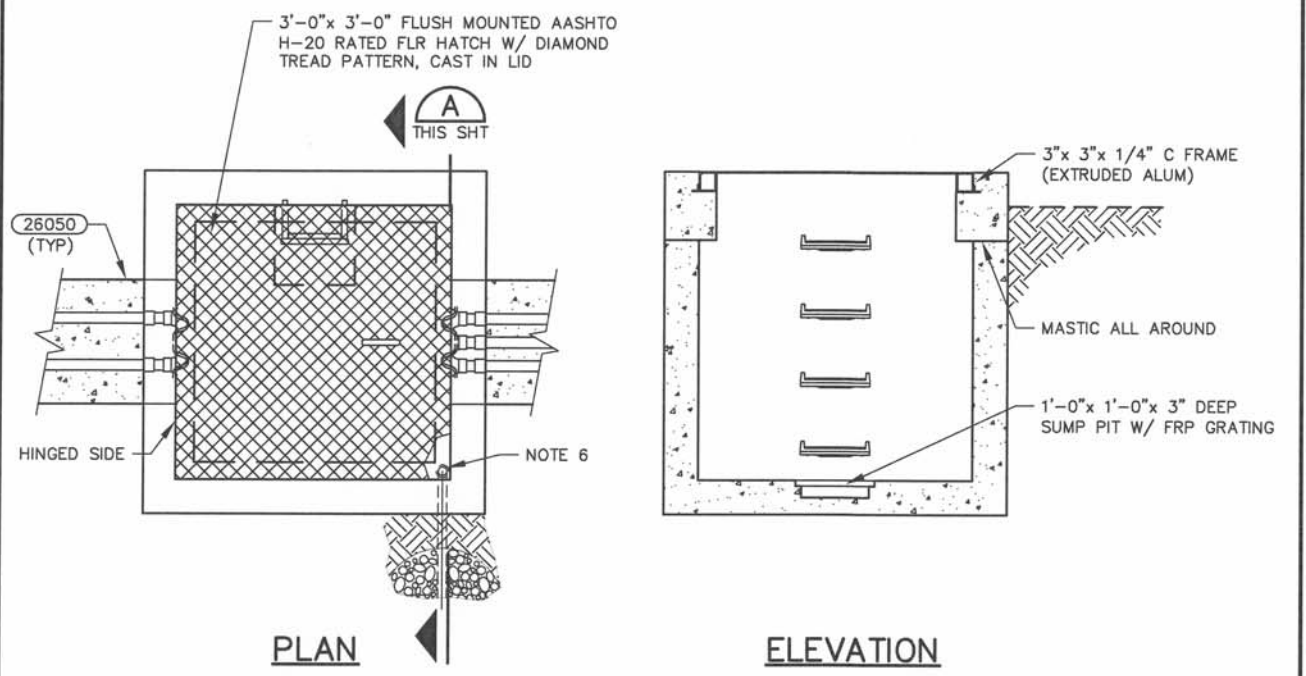 3'-0"x 3'-0" FLUSH MOUNTED AASHTO
H-20 RATED FLR HATCH W/ DIAMOND
TREAD PATTERN, CAST IN LID
A
THIS SHT
26050
(TYP)
HINGED SIDE
NOTE 6
PLAN
3"x 3"x 1/4" C FRAME
(EXTRUDED ALUM)
MASTIC ALL AROUND
1'-0"x 1'-0"x 3" DEEP
SUMP PIT W/ FRP GRATING
ELEVATION